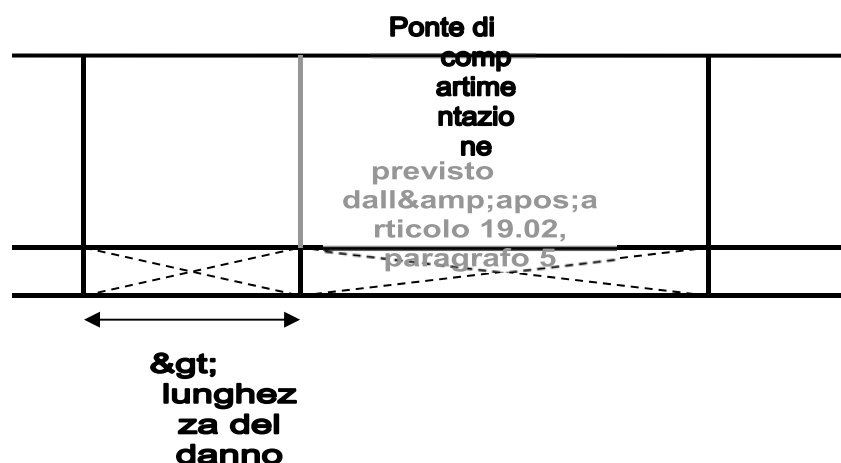 Ponte di
comp
artime
ntazio
ne
previsto
dall&amp;apos;a
rticolo 19.02,
paragrafo 5
&gt;
lunghez
za del
danno